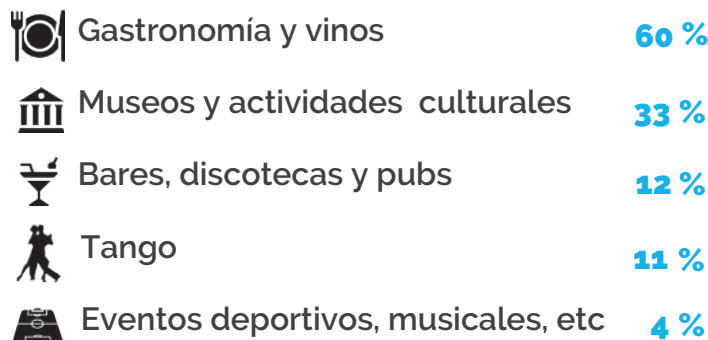 Gastronomía y vinos 60 %
Museos y actividades culturales 33 %
Bares, discotecas y pubs 12 %
Tango 11 %
Eventos deportivos, musicales, etc 4 %